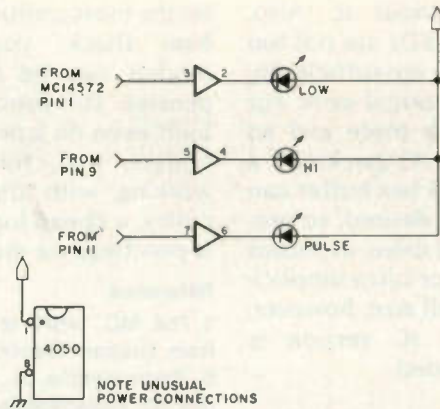 FROM
MC14572
PIN 1
3
2
LOW
FROM
PIN 9
5
4
HI
FROM
PIN 11
7
6
PULSE
1
8
4050
NOTE UNUSUAL
POWER CONNECTIONS